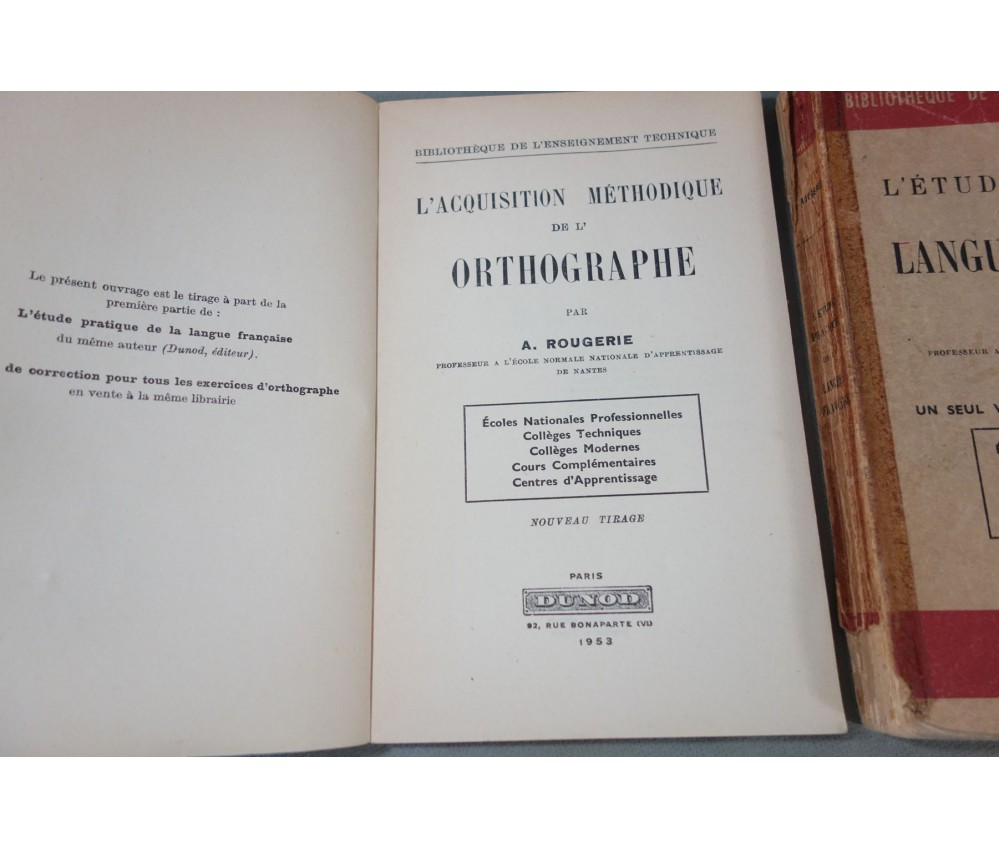 Le présent ouvrage est le tirage à part de la
première partie de :
L'étude pratique de la langue française
du même auteur (Dunod, éditeur).
de correction pour tous les exercices d'orthographe
en vente à la même librairie
BIBLIOTHÈQUE DE L'ENSEIGNEMENT TECHNIQUE
L'ACQUISITION MÉTHODIQUE
DE L'
ORTHOGRAPHE
PAR
A. ROUGERIE
PROFESSEUR A L'ÉCOLE NORMALE NATIONALE D'APPRENTISSAGE
DE NANTES
Écoles Nationales Professionnelles
Collèges Techniques
Collèges Modernes
Cours Complémentaires
Centres d'Apprentissage
NOUVEAU TIRAGE
PARIS
DUNOD
92, RUE BONAPARTE (VI)
1953
BIBLIOTHÈQUE DE
L'ÉTUD
LANGU
PROFESSEUR A
UN SEUL V